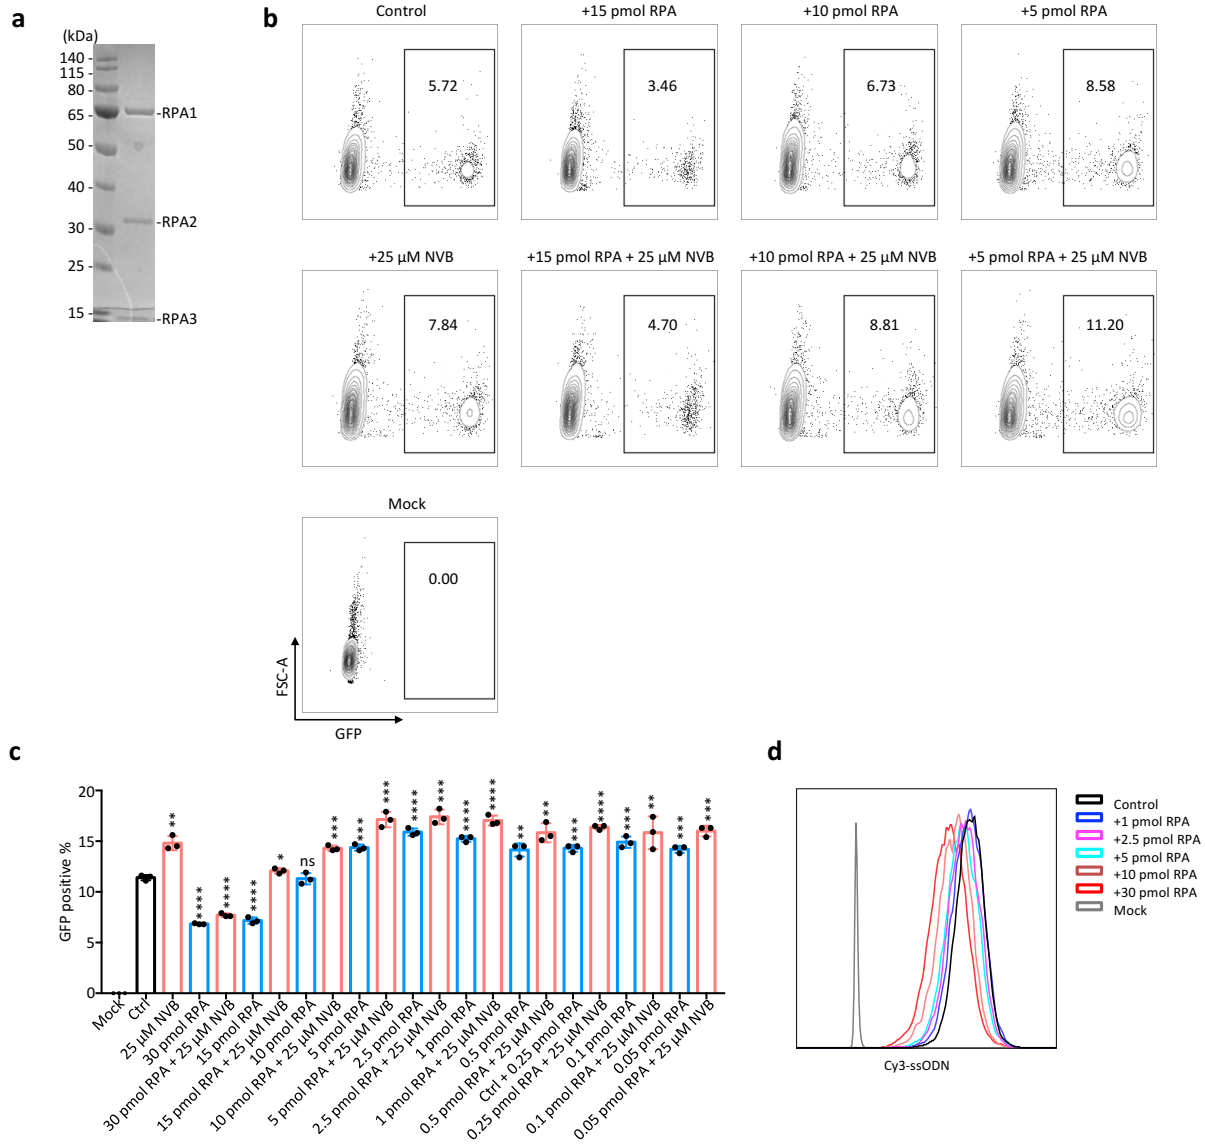 a
(kDa)
140 -
115 -
80 -
65 -
50 -
40 -
30 -
25 -
15 -
-RPA1
-RPA2
-RPA3
b
Control
+15 pmol RPA
+10 pmol RPA
+5 pmol RPA
5.72
3.46
6.73
8.58
+25 μM NVB
+15 pmol RPA + 25 μM NVB
+10 pmol RPA + 25 μM NVB
+5 pmol RPA + 25 μM NVB
7.84
4.70
8.81
11.20
Mock
0.00
FSC-A
GFP
c
GFP positive %
20
15
10
5
0
**
****
****
****
*
ns
***
***
***
****
***
****
****
**
**
***
****
***
**
***
***
Mock
Ctrl
25 μM NVB
30 pmol RPA
30 pmol RPA + 25 μM NVB
15 pmol RPA
15 pmol RPA + 25 μM NVB
10 pmol RPA
10 pmol RPA + 25 μM NVB
5 pmol RPA
5 pmol RPA + 25 μM NVB
2.5 pmol RPA
2.5 pmol RPA + 25 μM NVB
1 pmol RPA
1 pmol RPA + 25 μM NVB
0.5 pmol RPA
0.5 pmol RPA + 25 μM NVB
Ctrl + 0.25 pmol RPA
0.25 pmol RPA + 25 μM NVB
0.1 pmol RPA
0.1 pmol RPA + 25 μM NVB
0.05 pmol RPA
0.05 pmol RPA + 25 μM NVB
d
Control
+1 pmol RPA
+2.5 pmol RPA
+5 pmol RPA
+10 pmol RPA
+30 pmol RPA
Mock
Cy3-ssODN